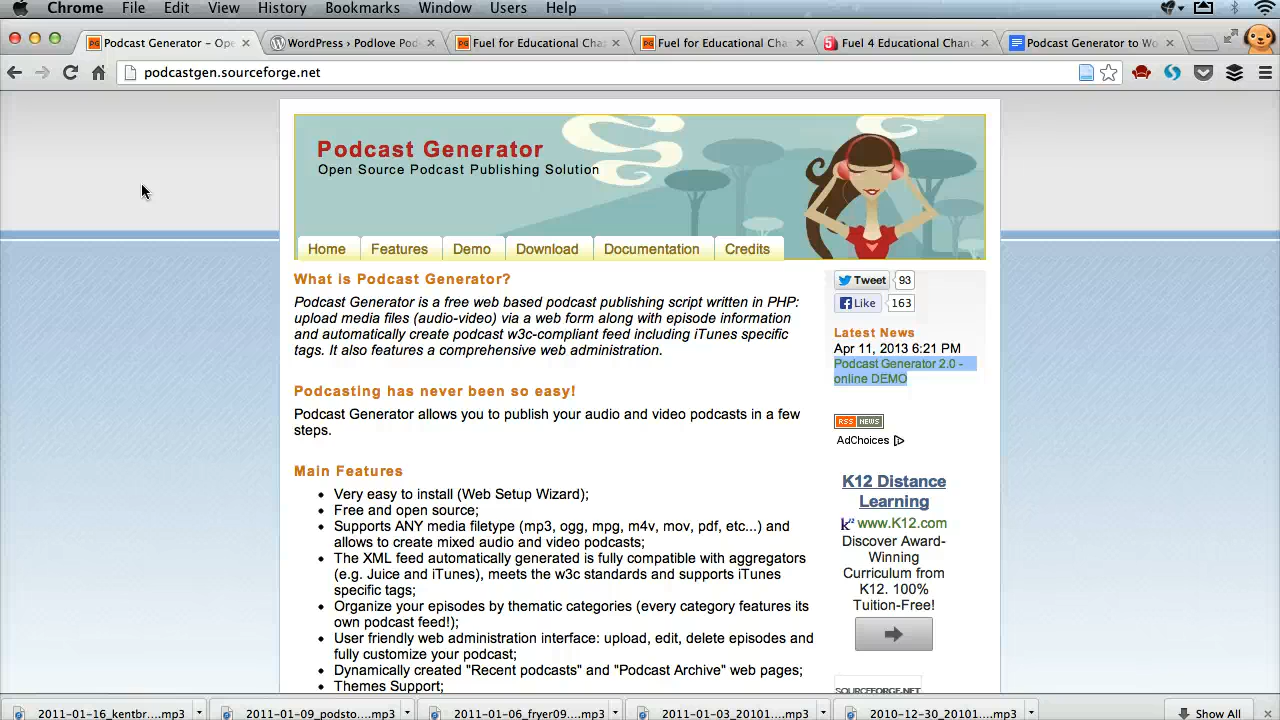 Chrome File Edit View History Bookmarks Window Users Help
Podcast Generator – Ope
WordPress › Podlove Pod
Fuel for Educational Cha
Fuel for Educational Cha
Fuel 4 Educational Chan
Podcast Generator to Wo
podcastgen.sourceforge.net
Podcast Generator
Open Source Podcast Publishing Solution
Home Features Demo Download Documentation Credits
What is Podcast Generator?
Podcast Generator is a free web based podcast publishing script written in PHP:
upload media files (audio-video) via a web form along with episode information
and automatically create podcast w3c-compliant feed including iTunes specific
tags. It also features a comprehensive web administration.
Podcasting has never been so easy!
Podcast Generator allows you to publish your audio and video podcasts in a few
steps.
Main Features
• Very easy to install (Web Setup Wizard);
• Free and open source;
• Supports ANY media filetype (mp3, ogg, mpg, m4v, mov, pdf, etc...) and
allows to create mixed audio and video podcasts;
• The XML feed automatically generated is fully compatible with aggregators
(e.g. Juice and iTunes), meets the w3c standards and supports iTunes
specific tags;
• Organize your episodes by thematic categories (every category features its
own podcast feed!);
• User friendly web administration interface: upload, edit, delete episodes and
fully customize your podcast;
• Dynamically created "Recent podcasts" and "Podcast Archive" web pages;
• Themes Support;
Tweet 93
Like 163
Latest News
Apr 11, 2013 6:21 PM
Podcast Generator 2.0 -
online DEMO
RSS NEWS
AdChoices
K12 Distance
Learning
www.K12.com
Discover Award-
Winning
Curriculum from
K12. 100%
Tuition-Free!
SOURCEFORGE.NET
2011-01-16_kentbr....mp3
2011-01-09_podsto....mp3
2011-01-06_fryer09....mp3
2011-01-03_20101....mp3
2010-12-30_20101....mp3
Show All